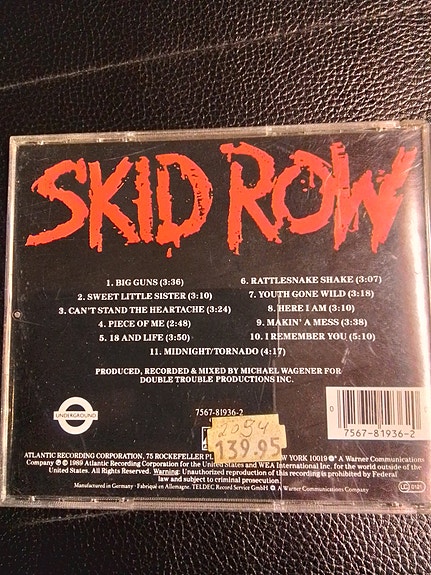 SKID ROW
1. BIG GUNS (3:36)
2. SWEET LITTLE SISTER (3:10)
3. CAN'T STAND THE HEARTACHE (3:24)
4. PIECE OF ME (2:48)
5. 18 AND LIFE (3:50)
6. RATTLESNAKE SHAKE (3:07)
7. YOUTH GONE WILD (3:18)
8. HERE I AM (3:10)
9. MAKIN' A MESS (3:38)
10. I REMEMBER YOU (5:10)
11. MIDNIGHT/TORNADO (4:17)
PRODUCED, RECORDED & MIXED BY MICHAEL WAGENER FOR
DOUBLE TROUBLE PRODUCTIONS INC.
UNDERGROUND
7567-81936-2
139.95
0 7567-81936-2
ATLANTIC RECORDING CORPORATION, 75 ROCKEFELLER PL YORK 10019 A Warner Communications
Company ℗ © 1989 Atlantic Recording Corporation for the United States and WEA International Inc. for the world outside of the
United States. All Rights Reserved. Warning: Unauthorized reproduction of this recording is prohibited by Federal
law and subject to criminal prosecution.
Manufactured in Germany · Fabriqué en Allemagne. TELDEC Record Service GmbH. A Warner Communications Company
LC 0121